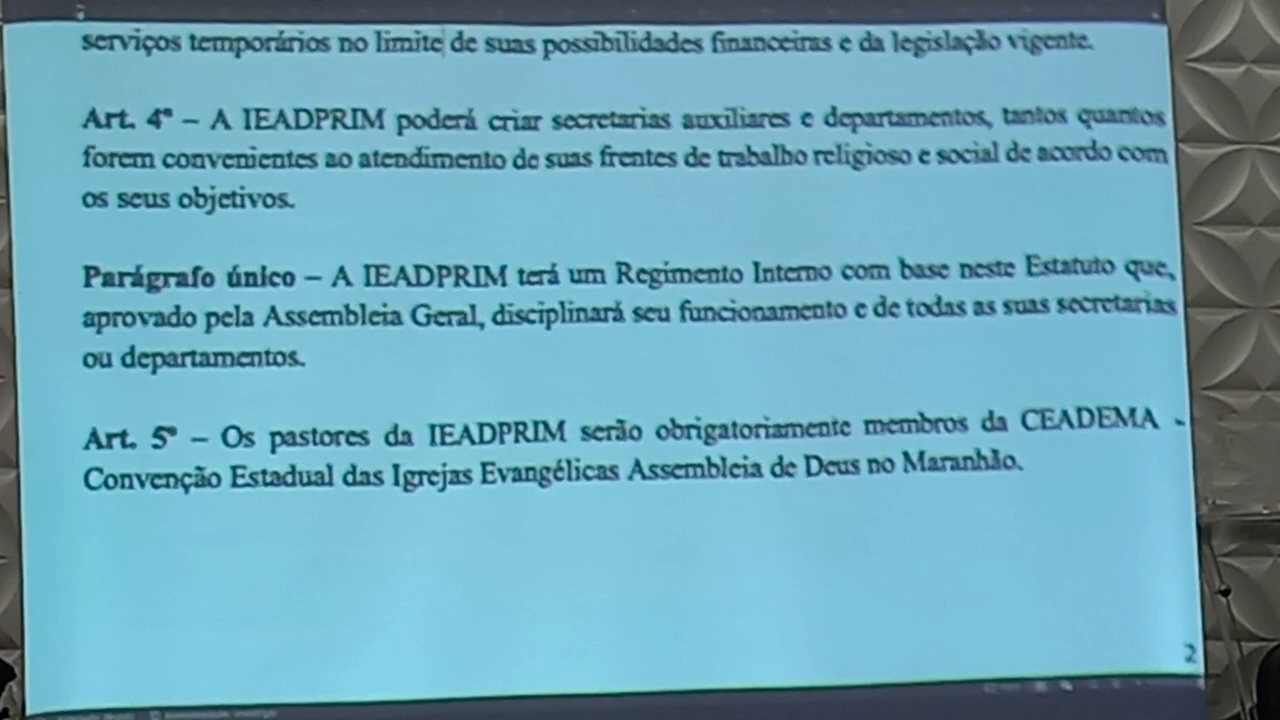 serviços temporários no limite de suas possibilidades financeiras e da legislação vigente.
Art. 4º – A IEADPRIM poderá criar secretarias auxiliares e departamentos, tantos quantos
forem convenientes ao atendimento de suas frentes de trabalho religioso e social de acordo com
os seus objetivos.
Parágrafo único – A IEADPRIM terá um Regimento Interno com base neste Estatuto que,
aprovado pela Assembleia Geral, disciplinará seu funcionamento e de todas as suas secretarias
ou departamentos.
Art. 5º – Os pastores da IEADPRIM serão obrigatoriamente membros da CEADEMA -
Convenção Estadual das Igrejas Evangélicas Assembleia de Deus no Maranhão.
2